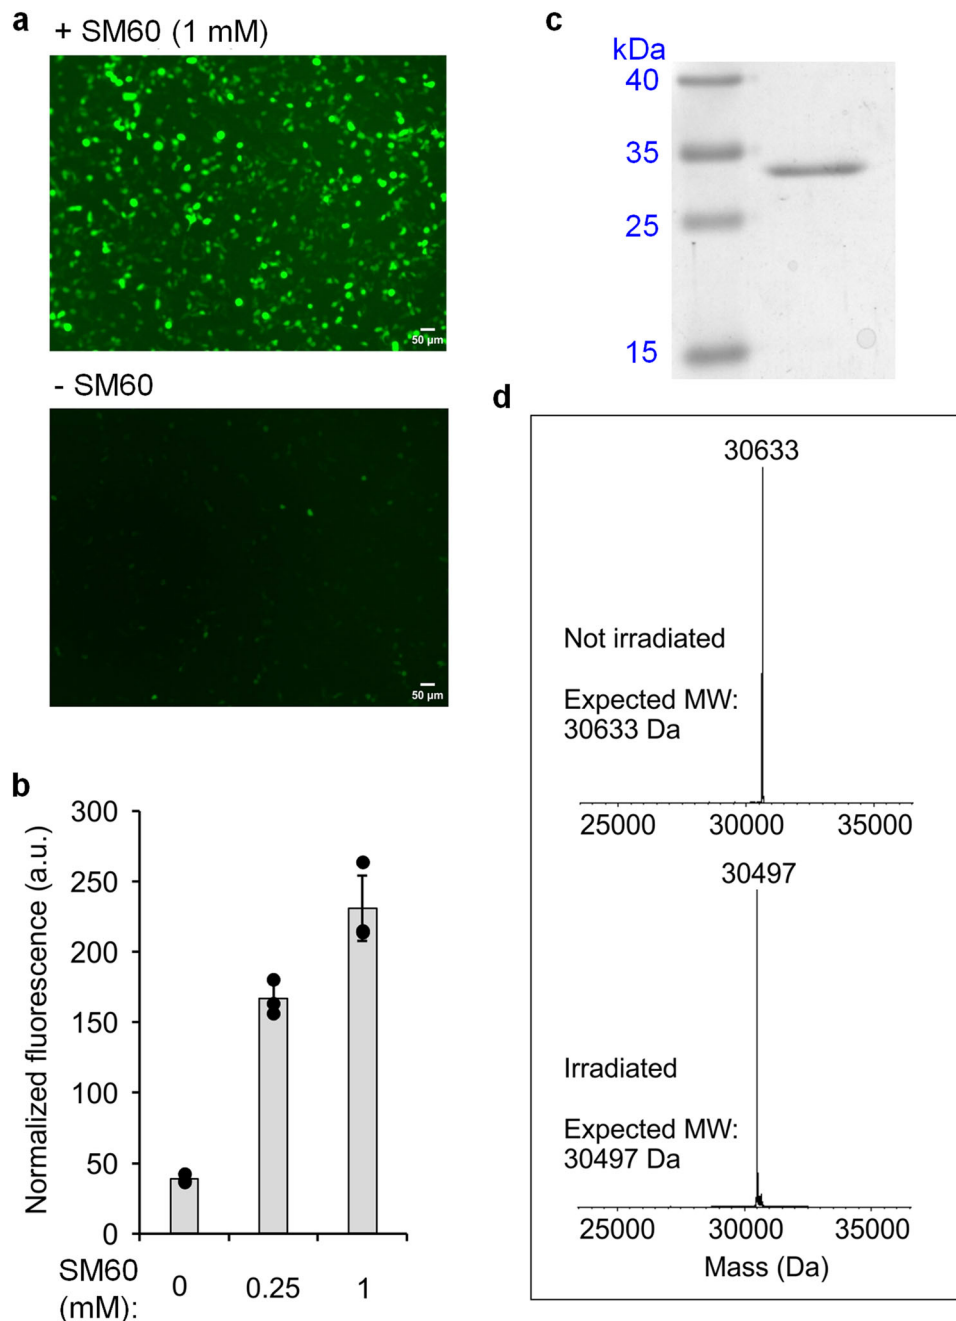 a
+ SM60 (1 mM)
50 μm
- SM60
50 μm
b
Normalized fluorescence (a.u.)
300
250
200
150
100
50
0
SM60
(mM):
0 0.25 1
c
kDa
40
35
25
15
d
30633
Not irradiated
Expected MW:
30633 Da
25000 30000 35000
30497
Irradiated
Expected MW:
30497 Da
25000 30000 35000
Mass (Da)